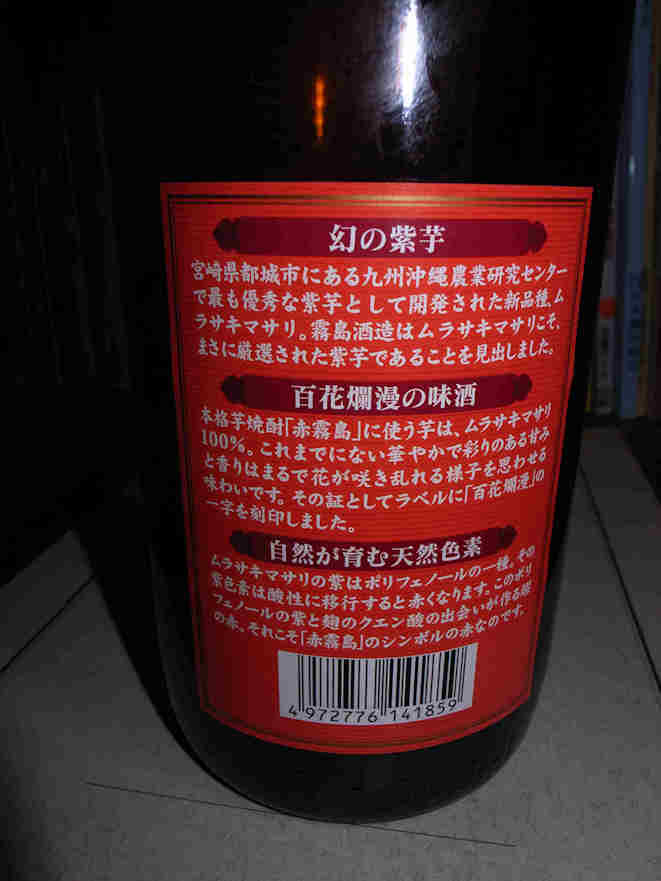 幻の紫芋
宮崎県都城市にある九州沖縄農業研究センター
で最も優秀な紫芋として開発された新品種、ム
ラサキマサリ。霧島酒造はムラサキマサリこそ、
まさに厳選された紫芋であることを見出しました。
百花爛漫の味酒
本格芋焼酎「赤霧島」に使う芋は、ムラサキマサリ
100%。これまでにない華やかで彩りのある甘み
と香りはまるで花が咲き乱れる様子を思わせる
味わいです。その証としてラベルに「百花爛漫」の
一字を刻印しました。
自然が育む天然色素
ムラサキマサリの紫はポリフェノールの一種。その
紫色素は酸性に移行すると赤くなります。このポリ
フェノールの紫と麹のクエン酸の出会いが作る
の赤、それこそ「赤霧島」のシンボルの赤なのです。
4 972776 141859